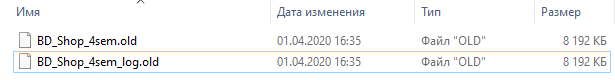 Имя Дата изменения Тип Размер
BD_Shop_4sem.old 01.04.2020 16:35 Файл "OLD" 8 192 КБ
BD_Shop_4sem_log.old 01.04.2020 16:35 Файл "OLD" 8 192 КБ